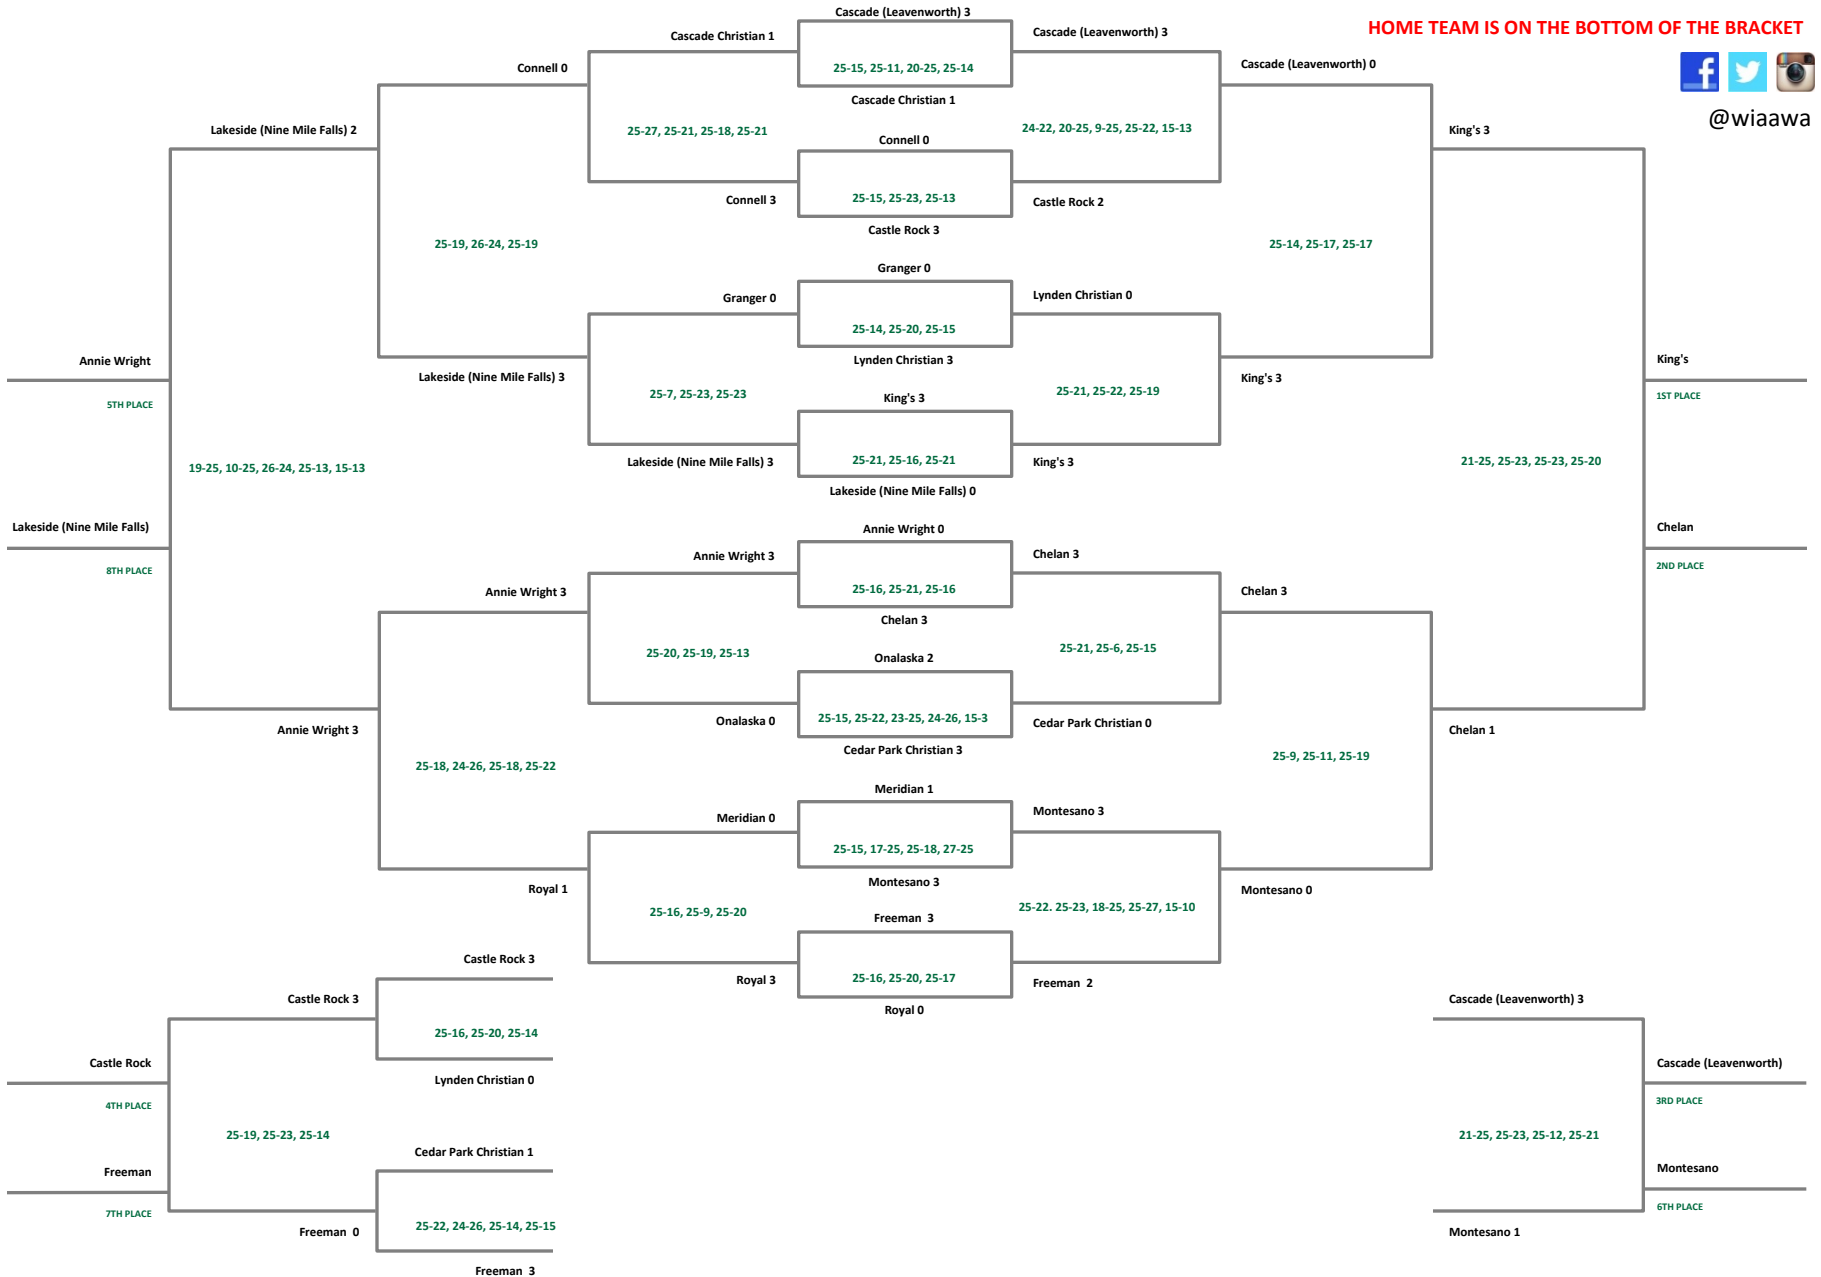 HOME TEAM IS ON THE BOTTOM OF THE BRACKET
@wiaawa
Cascade (Leavenworth) 3
25-15, 25-11, 20-25, 25-14
Cascade Christian 1
Connell 0
25-15, 25-23, 25-13
Castle Rock 3
Granger 0
25-14, 25-20, 25-15
Lynden Christian 3
King's 3
25-21, 25-16, 25-21
Lakeside (Nine Mile Falls) 0
Annie Wright 0
25-16, 25-21, 25-16
Chelan 3
Onalaska 2
25-15, 25-22, 23-25, 24-26, 15-3
Cedar Park Christian 3
Meridian 1
25-15, 17-25, 25-18, 27-25
Montesano 3
Freeman  3
25-16, 25-20, 25-17
Royal 0
Cascade (Leavenworth) 3
24-22, 20-25, 9-25, 25-22, 15-13
Castle Rock 2
Lynden Christian 0
25-21, 25-22, 25-19
King's 3
Chelan 3
25-21, 25-6, 25-15
Cedar Park Christian 0
Montesano 3
25-22. 25-23, 18-25, 25-27, 15-10
Freeman  2
Cascade (Leavenworth) 0
25-14, 25-17, 25-17
King's 3
Chelan 3
25-9, 25-11, 25-19
Montesano 0
King's 3
21-25, 25-23, 25-23, 25-20
Chelan 1
King's
1ST PLACE
Chelan
2ND PLACE
Cascade Christian 1
25-27, 25-21, 25-18, 25-21
Connell 3
Granger 0
25-7, 25-23, 25-23
Lakeside (Nine Mile Falls) 3
Annie Wright 3
25-20, 25-19, 25-13
Onalaska 0
Meridian 0
25-16, 25-9, 25-20
Royal 3
Connell 0
25-19, 26-24, 25-19
Lakeside (Nine Mile Falls) 3
Annie Wright 3
25-18, 24-26, 25-18, 25-22
Royal 1
Lakeside (Nine Mile Falls) 2
19-25, 10-25, 26-24, 25-13, 15-13
Annie Wright 3
Annie Wright
5TH PLACE
Lakeside (Nine Mile Falls)
8TH PLACE
Castle Rock 3
25-16, 25-20, 25-14
Lynden Christian 0
Cedar Park Christian 1
25-22, 24-26, 25-14, 25-15
Freeman  3
Castle Rock 3
25-19, 25-23, 25-14
Freeman  0
Castle Rock
4TH PLACE
Freeman
7TH PLACE
Cascade (Leavenworth) 3
21-25, 25-23, 25-12, 25-21
Montesano 1
Cascade (Leavenworth)
3RD PLACE
Montesano
6TH PLACE